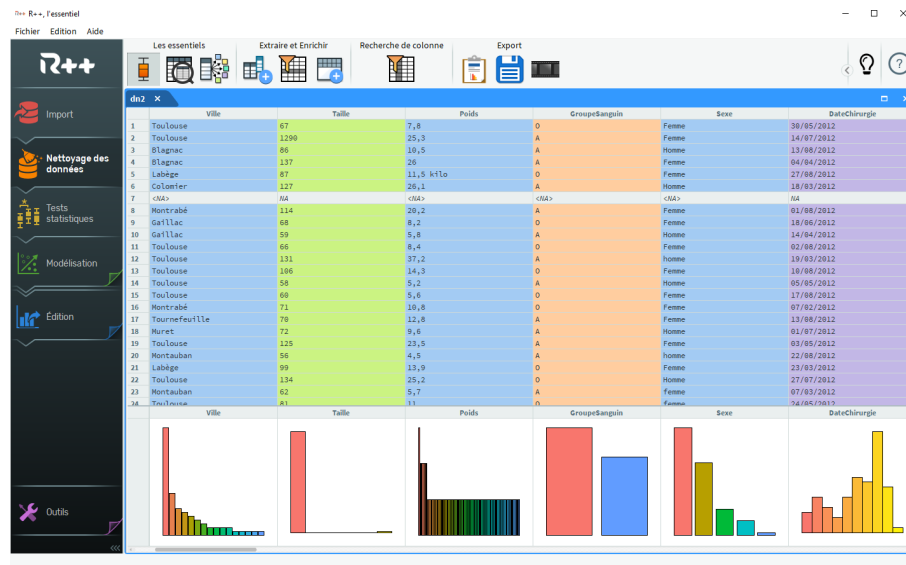 R++ R++, l'essentiel
Fichier Edition Aide
R++
Import
Nettoyage des
données
Tests
statistiques
Modélisation
Édition
Outils
<<<
Les essentiels Extraire et Enrichir Recherche de colonne Export
dn2 ×
Ville Taille Poids GroupeSanguin Sexe DateChirurgie
1 Toulouse 67 7,8 O Femme 30/05/2012
2 Toulouse 1290 25,3 A Femme 14/07/2012
3 Blagnac 86 10,5 A Homme 13/08/2012
4 Blagnac 137 26 A Femme 04/04/2012
5 Labège 87 11,5 kilo O Femme 27/08/2012
6 Colomier 127 26,1 A Homme 18/03/2012
7 <NA> NA <NA> <NA> <NA> NA
8 Montrabé 114 20,2 A Femme 01/08/2012
9 Gaillac 68 8,2 O Femme 18/06/2012
10 Gaillac 59 5,8 A Homme 14/04/2012
11 Toulouse 66 8,4 O Femme 02/08/2012
12 Toulouse 131 37,2 A homme 19/03/2012
13 Toulouse 106 14,3 O Femme 10/08/2012
14 Toulouse 58 5,2 A Homme 05/05/2012
15 Toulouse 60 5,6 O Femme 17/08/2012
16 Montrabé 71 10,8 O Femme 07/02/2012
17 Tournefeuille 70 12,8 A Femme 13/08/2012
18 Muret 72 9,6 A Homme 01/07/2012
19 Toulouse 125 23,5 A Femme 03/05/2012
20 Montauban 56 4,5 A homme 22/08/2012
21 Labège 99 13,9 O Femme 23/03/2012
22 Toulouse 134 25,2 O Homme 27/07/2012
23 Montauban 62 5,7 A femme 07/03/2012
24 Toulouse 81 11 O femme 24/05/2012
Ville Taille Poids GroupeSanguin Sexe DateChirurgie